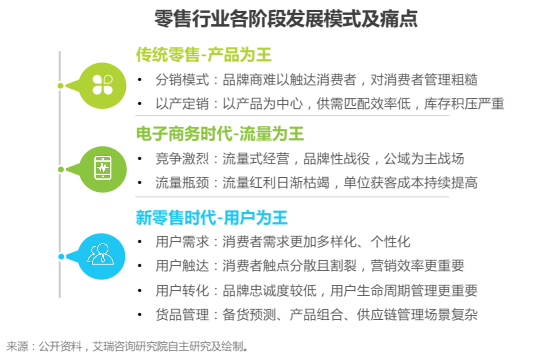 零售行业各阶段发展模式及痛点
传统零售-产品为王
• 分销模式：品牌商难以触达消费者，对消费者管理粗糙
• 以产定销：以产品为中心，供需匹配效率低，库存积压严重
电子商务时代-流量为王
• 竞争激烈：流量式经营，品牌性战役，公域为主战场
• 流量瓶颈：流量红利日渐枯竭，单位获客成本持续提高
新零售时代-用户为王
• 用户需求：消费者需求更加多样化、个性化
• 用户触达：消费者触点分散且割裂，营销效率更重要
• 用户转化：品牌忠诚度较低，用户生命周期管理更重要
• 货品管理：备货预测、产品组合、供应链管理场景复杂
来源：公开资料，艾瑞咨询研究院自主研究及绘制。